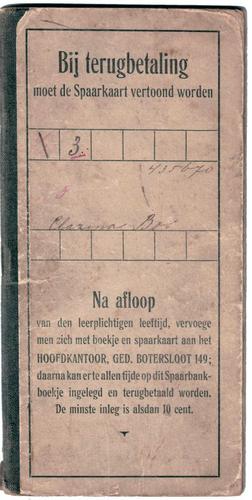 Bij terugbetaling
moet de Spaarkaart vertoond worden
3.
435670
Na afloop
van den leerplichtigen leeftijd, vervoege
men zich met boekje en spaarkaart aan het
HOOFDKANTOOR, GED. BOTERSLOOT 149;
daarna kan er te allen tijde op dit Spaarbank-
boekje ingelegd en terugbetaald worden.
De minste inleg is alsdan 10 cent.